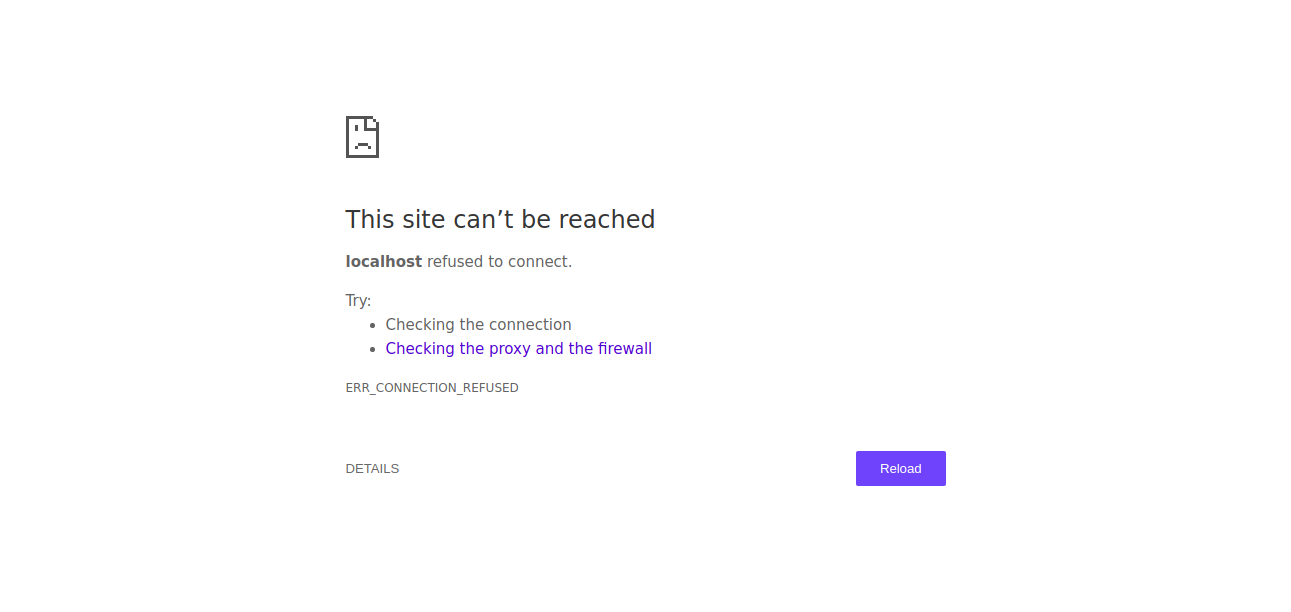 This site can’t be reached
localhost refused to connect.
Try:
• Checking the connection
• Checking the proxy and the firewall
ERR_CONNECTION_REFUSED
DETAILS
Reload